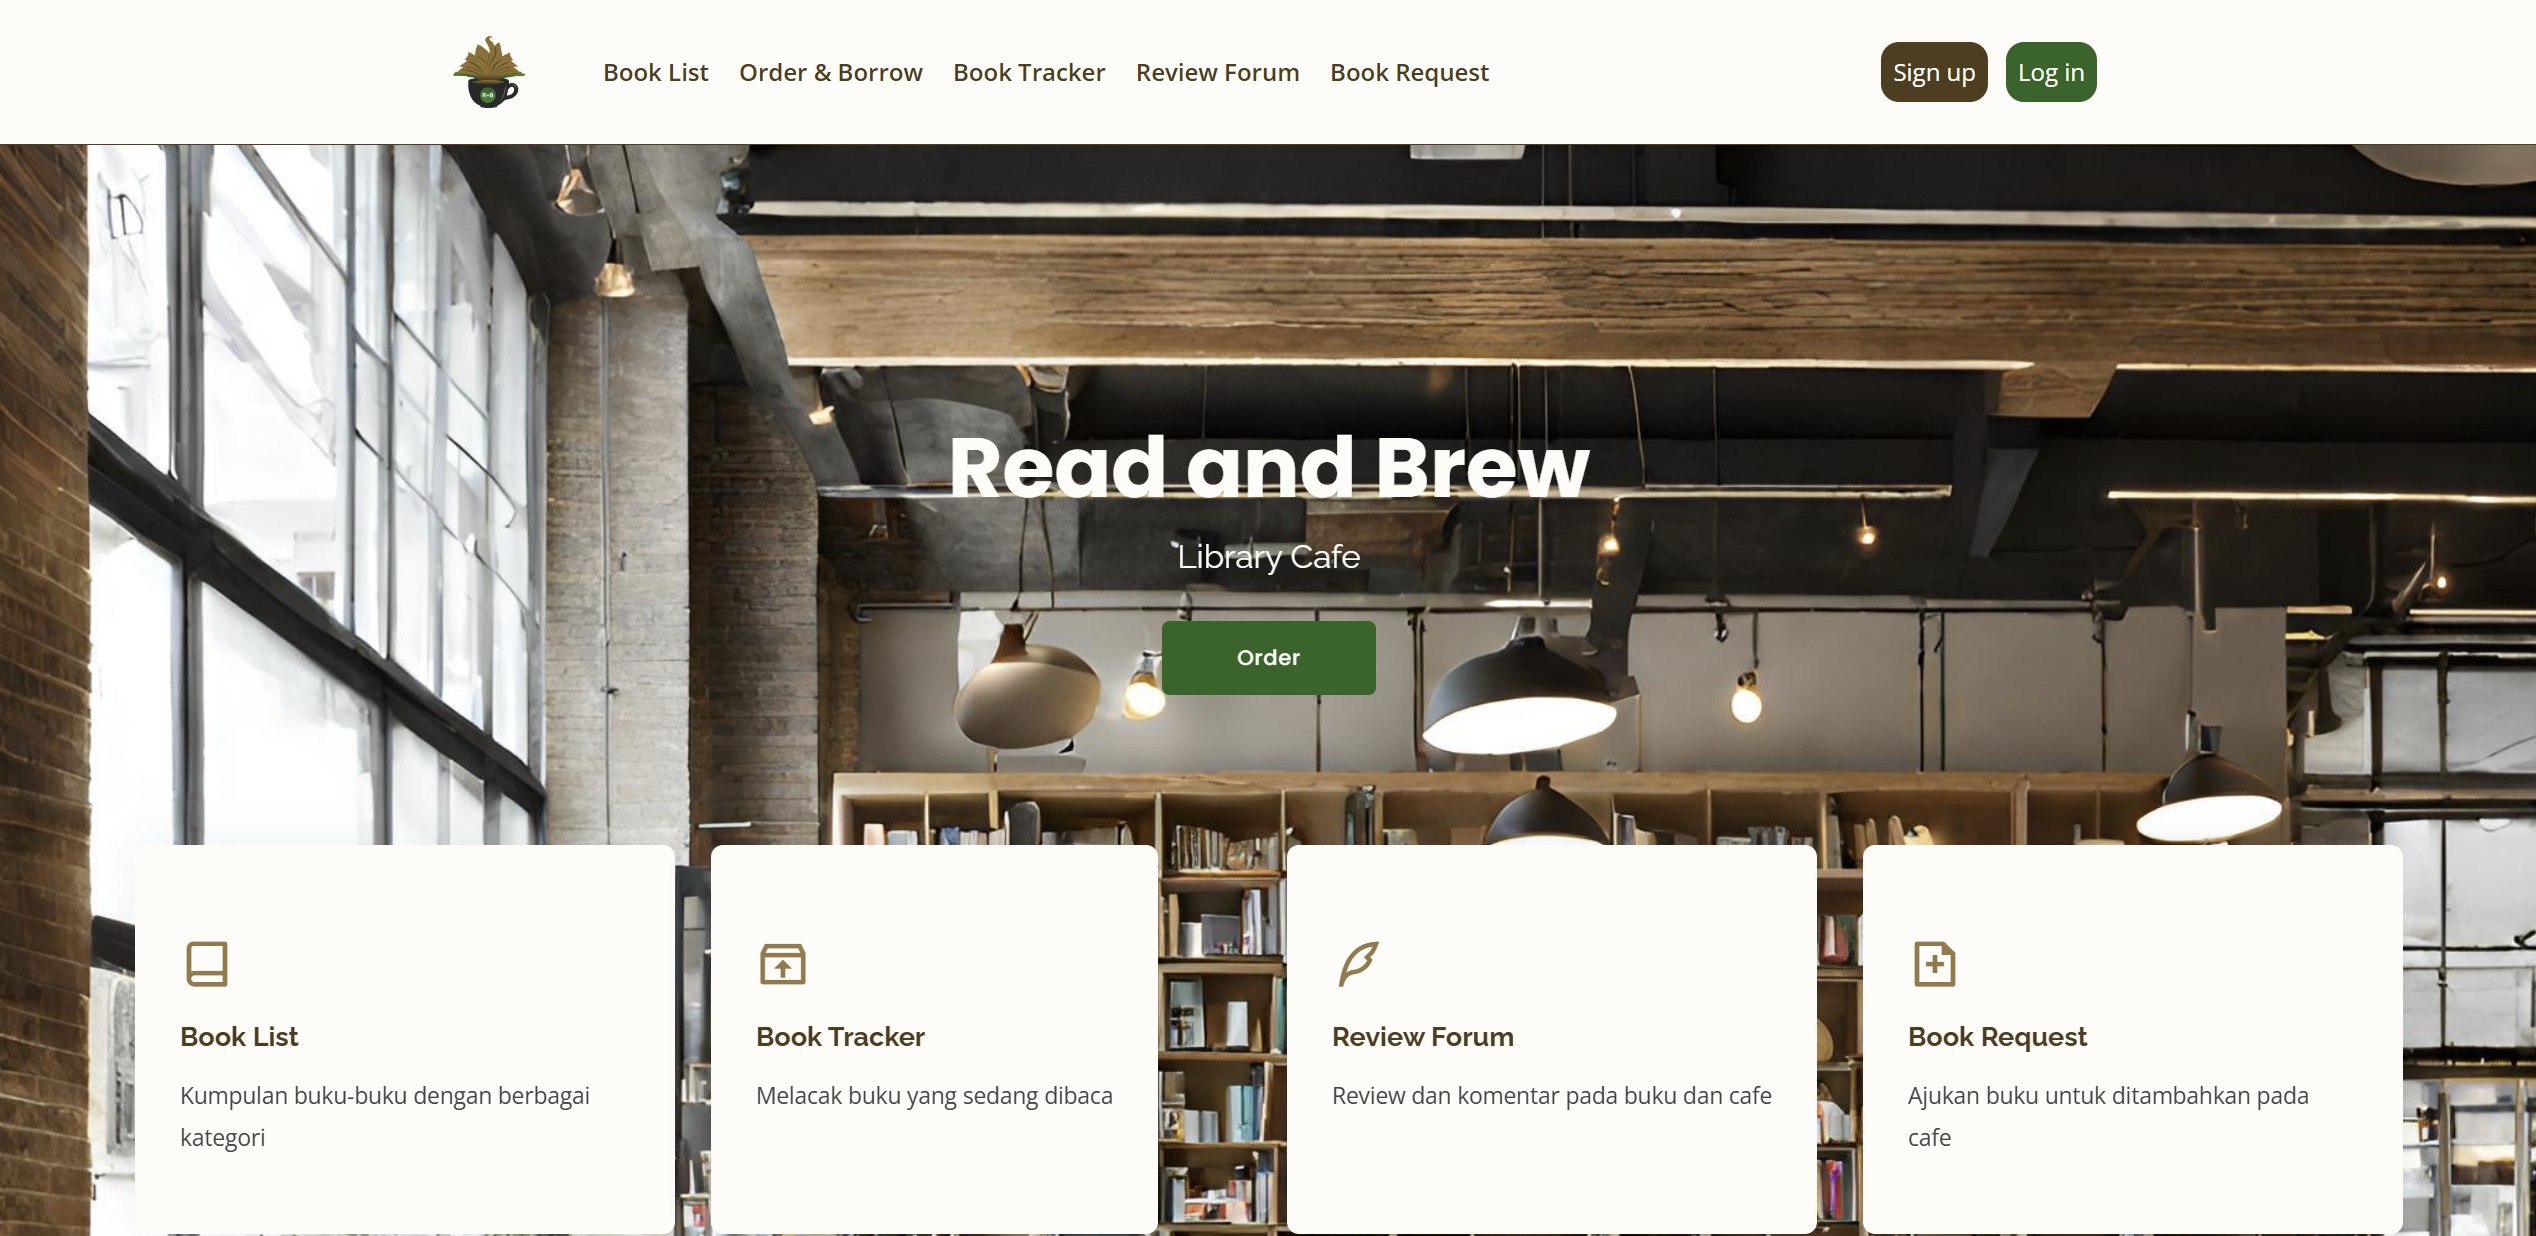 R+B
Book List
Order & Borrow
Book Tracker
Review Forum
Book Request
Sign up
Log in
Read and Brew
Library Cafe
Order
Book List
Kumpulan buku-buku dengan berbagai
kategori
Book Tracker
Melacak buku yang sedang dibaca
Review Forum
Review dan komentar pada buku dan cafe
Book Request
Ajukan buku untuk ditambahkan pada
cafe